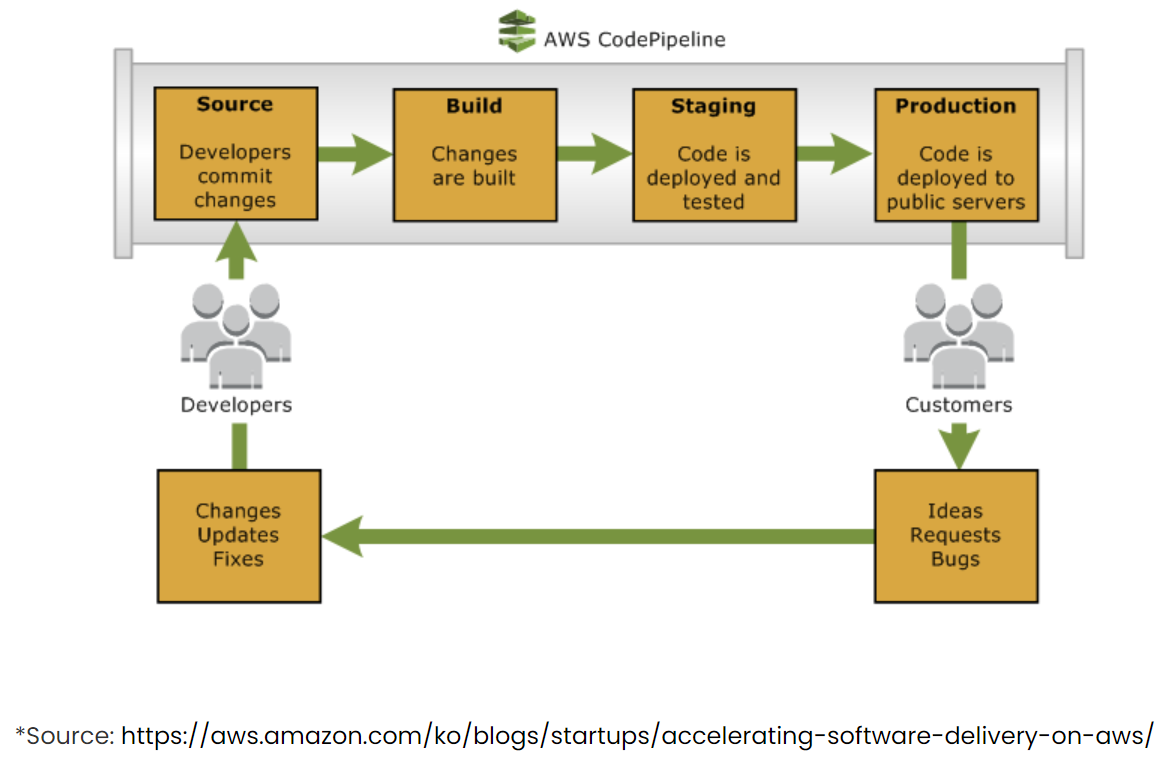 AWS CodePipeline
Source
Developers
commit
changes
Build
Changes
are built
Staging
Code is
deployed and
tested
Production
Code is
deployed to
public servers
Developers
Customers
Changes
Updates
Fixes
Ideas
Requests
Bugs
*Source: https://aws.amazon.com/ko/blogs/startups/accelerating-software-delivery-on-aws/